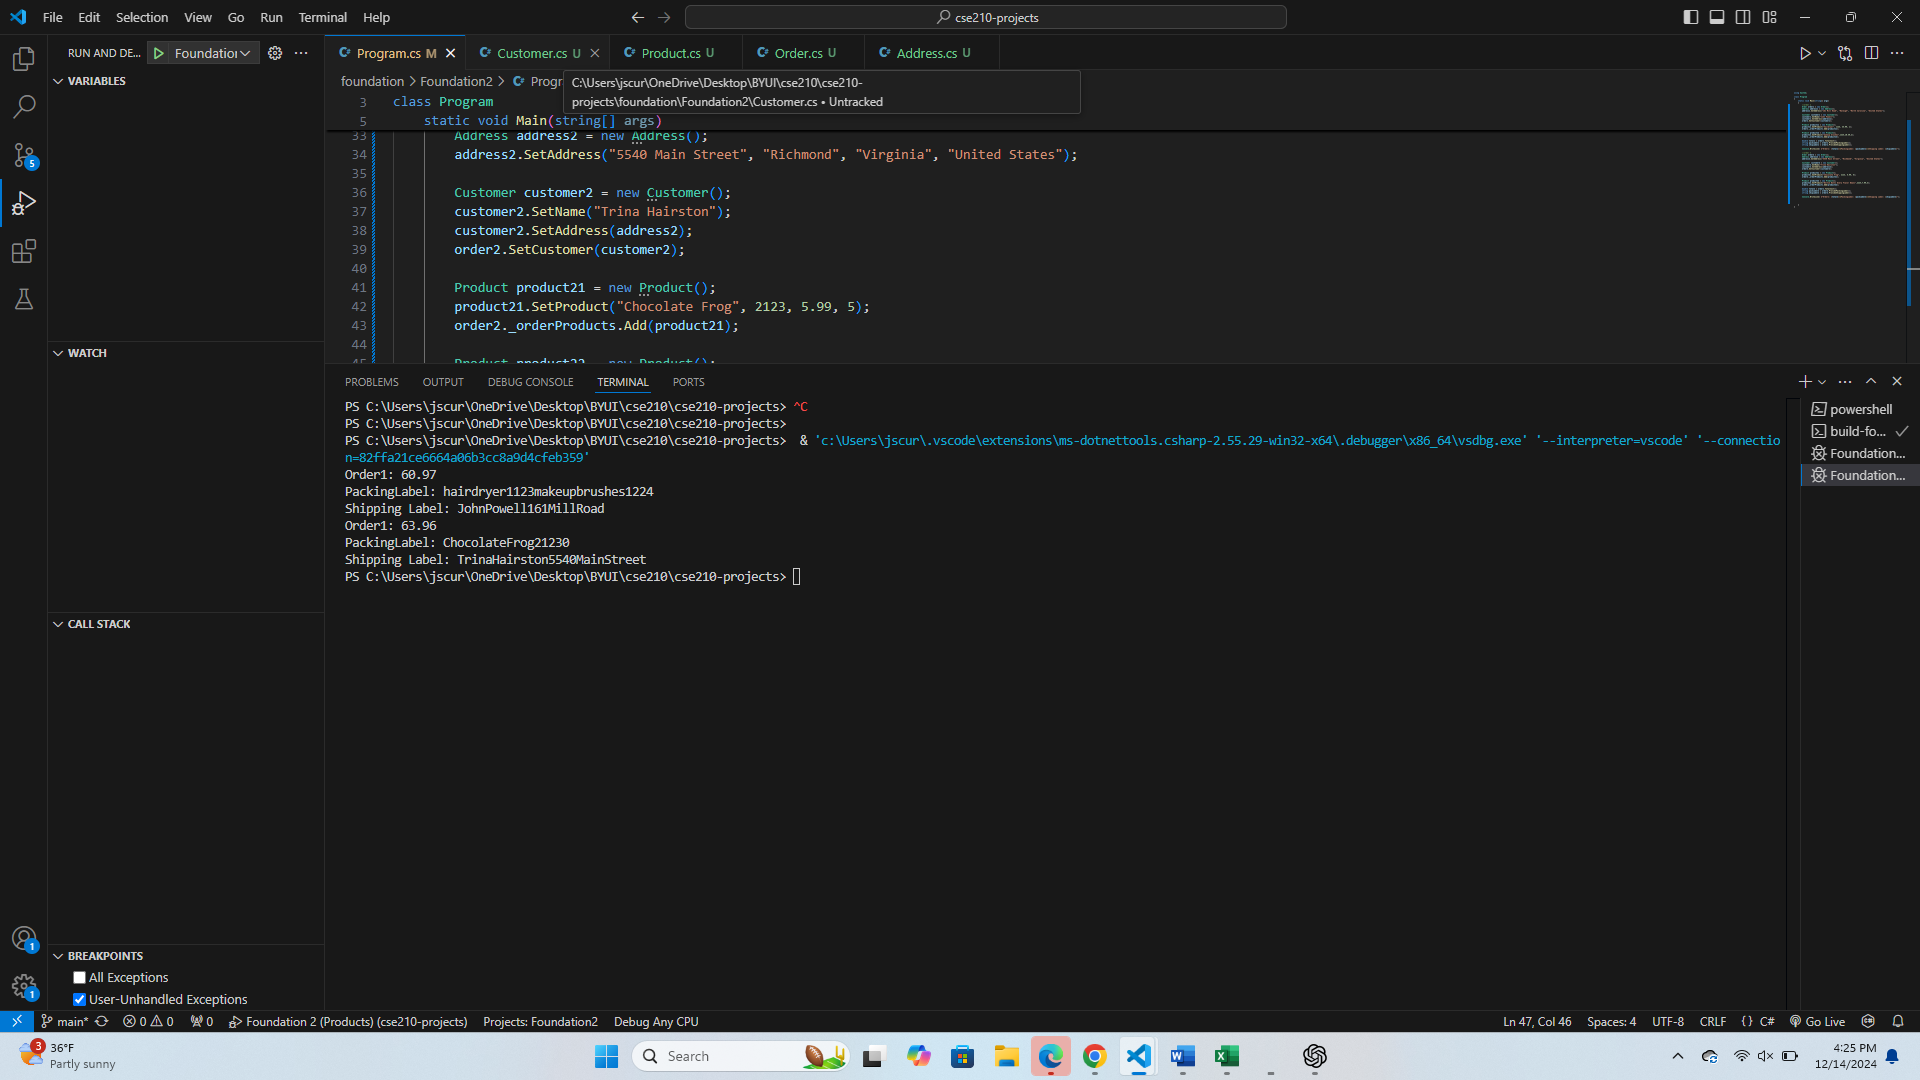 File Edit Selection View Go Run Terminal Help
cse210-projects
RUN AND DE... Foundatio
Program.cs M
Customer.cs U
Product.cs U
Order.cs U
Address.cs U
VARIABLES
foundation > Foundation2 > Progr
C:\Users\jscur\OneDrive\Desktop\BYUI\cse210\cse210-
projects\foundation\Foundation2\Customer.cs • Untracked
3 class Program
5 static void Main(string[] args)
33 Address address2 = new Address();
34 address2.SetAddress("5540 Main Street", "Richmond", "Virginia", "United States");
35
36 Customer customer2 = new Customer();
37 customer2.SetName("Trina Hairston");
38 customer2.SetAddress(address2);
39 order2.SetCustomer(customer2);
40
41 Product product21 = new Product();
42 product21.SetProduct("Chocolate Frog", 2123, 5.99, 5);
43 order2._orderProducts.Add(product21);
44
45 Product product22 = new Product();
WATCH
CALL STACK
BREAKPOINTS
All Exceptions
User-Unhandled Exceptions
PROBLEMS OUTPUT DEBUG CONSOLE TERMINAL PORTS
PS C:\Users\jscur\OneDrive\Desktop\BYUI\cse210\cse210-projects> ^C
PS C:\Users\jscur\OneDrive\Desktop\BYUI\cse210\cse210-projects>
PS C:\Users\jscur\OneDrive\Desktop\BYUI\cse210\cse210-projects> & 'c:\Users\jscur\.vscode\extensions\ms-dotnettools.csharp-2.55.29-win32-x64\.debugger\x86_64\vsdbg.exe' '--interpreter=vscode' '--connectio
n=82ffa21ce6664a06b3cc8a9d4cfeb359'
Order1: 60.97
PackingLabel: hairdryer1123makeupbrushes1224
Shipping Label: JohnPowell161MillRoad
Order1: 63.96
PackingLabel: ChocolateFrog21230
Shipping Label: TrinaHairston5540MainStreet
PS C:\Users\jscur\OneDrive\Desktop\BYUI\cse210\cse210-projects>
powershell
build-fo...
Foundation...
Foundation...
5
1
1
main* 0 0 0 Foundation 2 (Products) (cse210-projects) Projects: Foundation2 Debug Any CPU
Ln 47, Col 46 Spaces: 4 UTF-8 CRLF {} C# Go Live
3
36°F
Partly sunny
Search
4:25 PM
12/14/2024